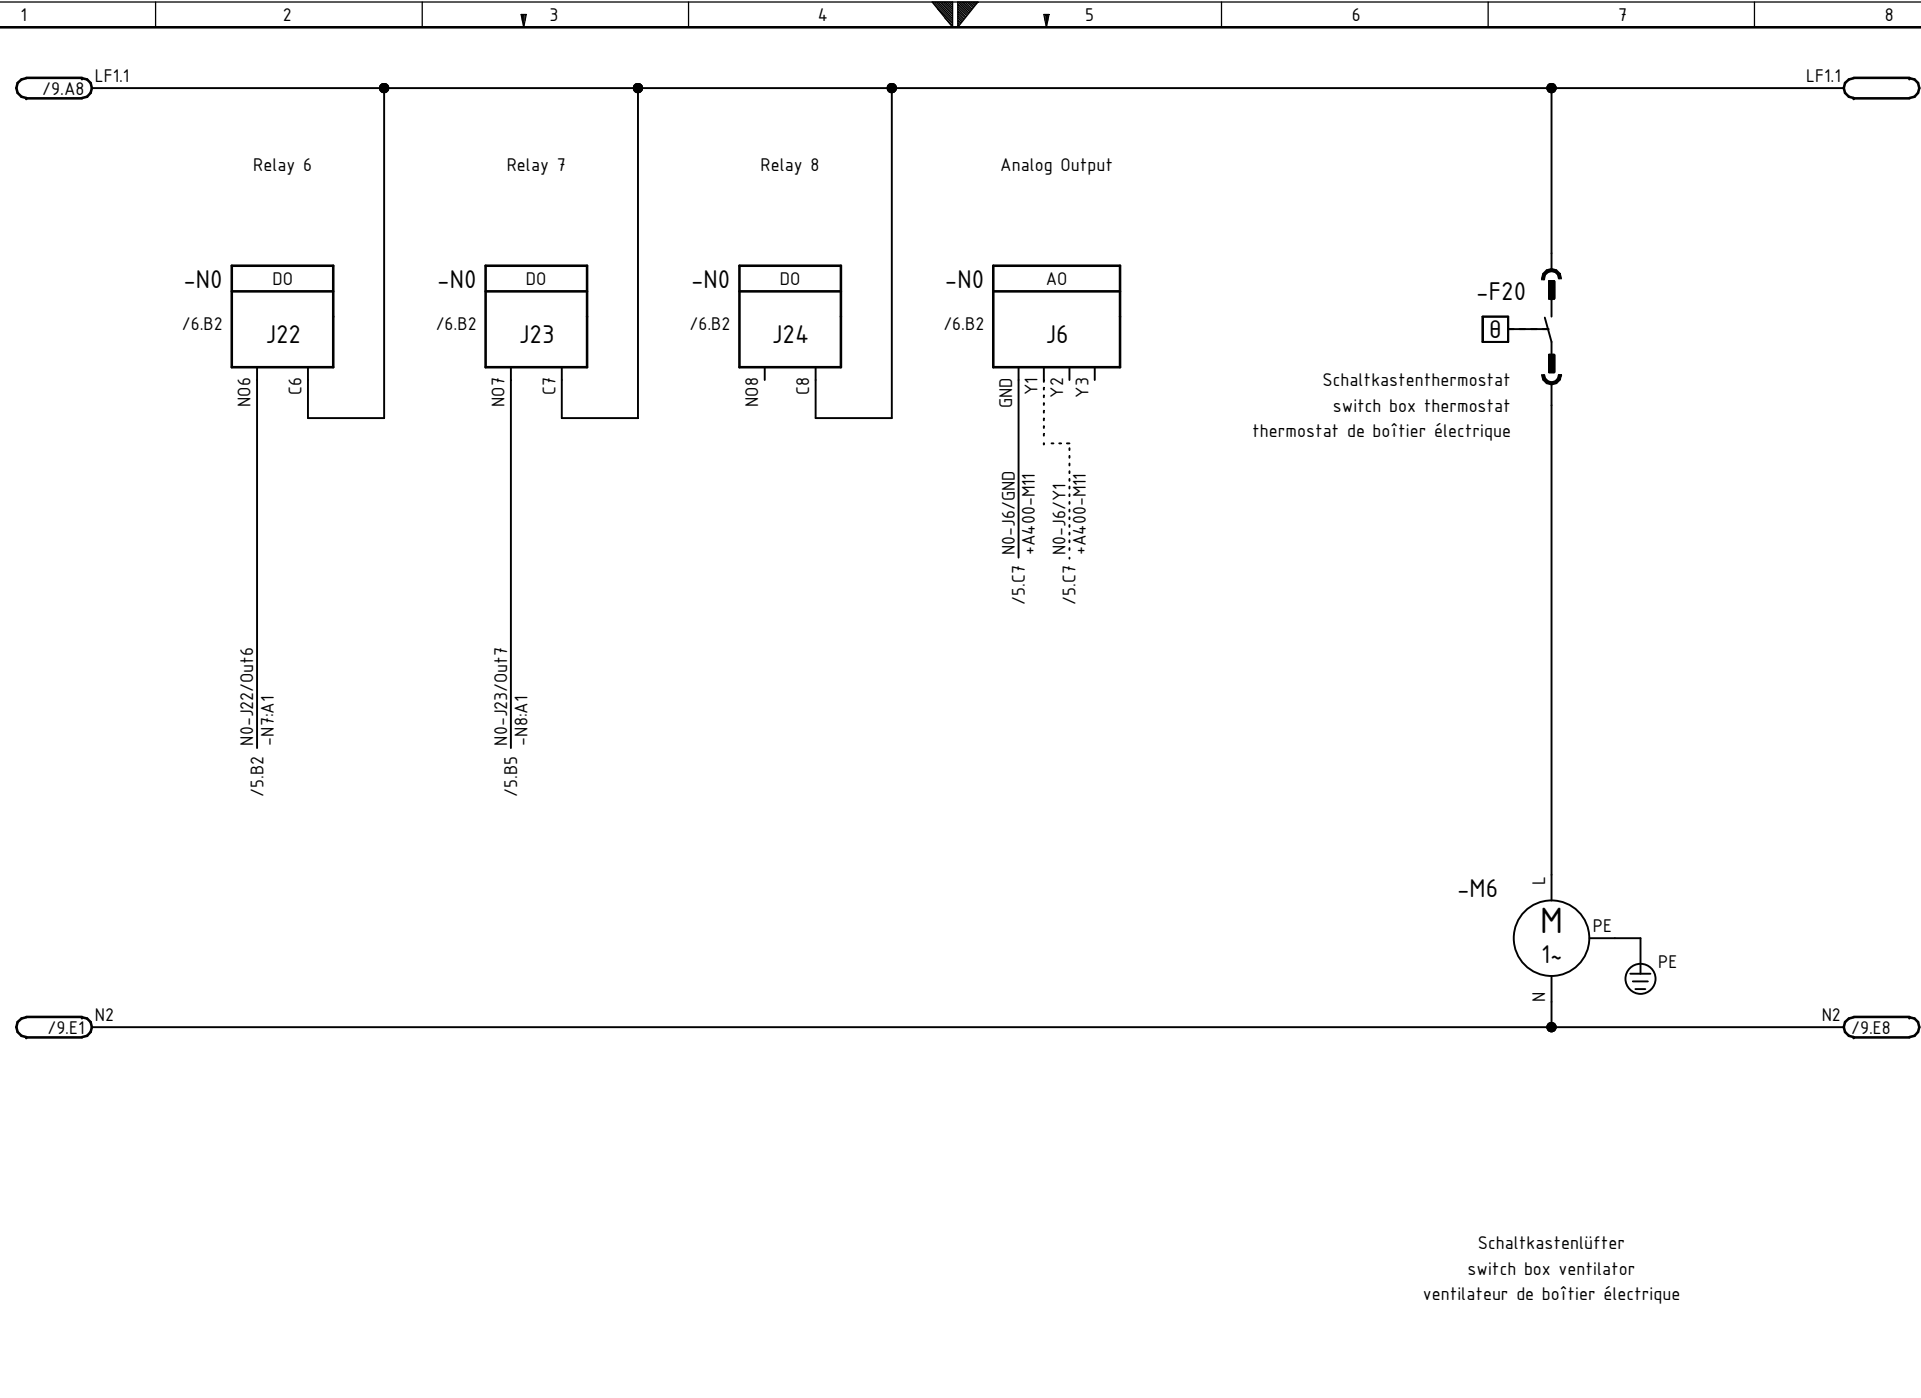 1 2 3 4 5 6 7 8
LF1.1 LF1.1
/9.A8
Relay 6 Relay 7 Relay 8 Analog Output
-N0 DO -N0 DO -N0 DO -N0 AO
-F20
/6.B2 J22 /6.B2 J23 /6.B2 J24 /6.B2 J6 θ
NO6 C6 NO7 C7 NO8 C8 GND Y1 Y2 Y3
Schaltkastenthermostat
switch box thermostat
thermostat de boîtier électrique
N0-J6/GND
+A400-M11
/5.C7
N0-J6/Y1
+A400-M11
/5.C7
N0-J22/Out6
-N7:A1
/5.B2
N0-J23/Out7
-N8:A1
/5.B5
-M6 L
M
1~
PE
PE
N
N2 N2
/9.E1 /9.E8
Schaltkastenlüfter
switch box ventilator
ventilateur de boîtier électrique